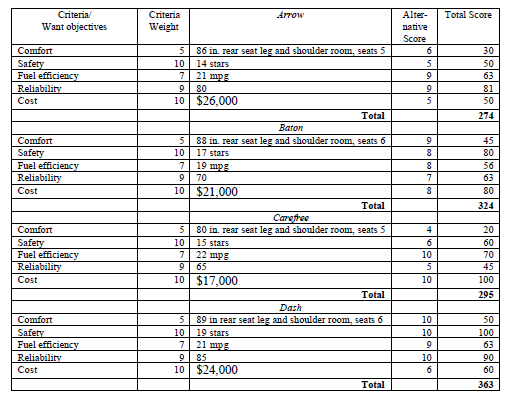 Criteria/ Want objectives Criteria Weight Arrow Alter-native Score Total Score
Comfort 5 86 in. rear seat leg and shoulder room, seats 5 6 30
Safety 10 14 stars 5 50
Fuel efficiency 7 21 mpg 9 63
Reliability 9 80 9 81
Cost 10 $26,000 5 50
Total 274
Baton
Comfort 5 88 in. rear seat leg and shoulder room, seats 6 9 45
Safety 10 17 stars 8 80
Fuel efficiency 7 19 mpg 8 56
Reliability 9 70 7 63
Cost 10 $21,000 8 80
Total 324
Carefree
Comfort 5 80 in. rear seat leg and shoulder room, seats 5 4 20
Safety 10 15 stars 6 60
Fuel efficiency 7 22 mpg 10 70
Reliability 9 65 5 45
Cost 10 $17,000 10 100
Total 295
Dash
Comfort 5 89 in rear seat leg and shoulder room, seats 6 10 50
Safety 10 19 stars 10 100
Fuel efficiency 7 21 mpg 9 63
Reliability 9 85 10 90
Cost 10 $24,000 6 60
Total 363